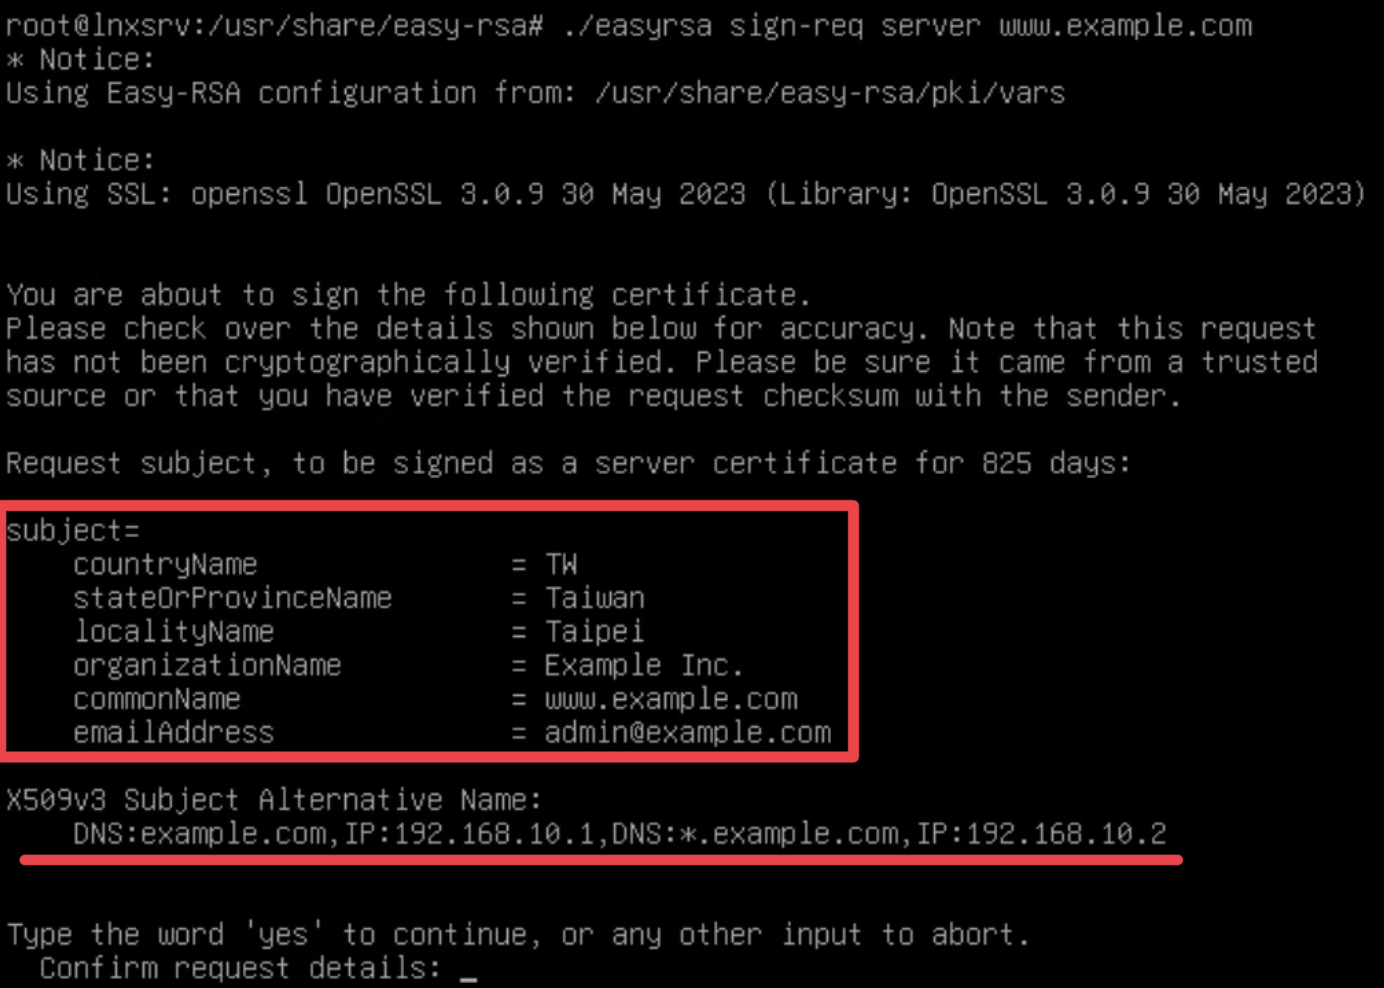 root@lnxsrv:/usr/share/easy-rsa# ./easyrsa sign-req server www.example.com
* Notice:
Using Easy-RSA configuration from: /usr/share/easy-rsa/pki/vars
* Notice:
Using SSL: openssl OpenSSL 3.0.9 30 May 2023 (Library: OpenSSL 3.0.9 30 May 2023)
You are about to sign the following certificate.
Please check over the details shown below for accuracy. Note that this request
has not been cryptographically verified. Please be sure it came from a trusted
source or that you have verified the request checksum with the sender.
Request subject, to be signed as a server certificate for 825 days:
subject=
countryName = TW
stateOrProvinceName = Taiwan
localityName = Taipei
organizationName = Example Inc.
commonName = www.example.com
emailAddress = admin@example.com
X509v3 Subject Alternative Name:
DNS:example.com,IP:192.168.10.1,DNS:*.example.com,IP:192.168.10.2
Type the word 'yes' to continue, or any other input to abort.
Confirm request details: _